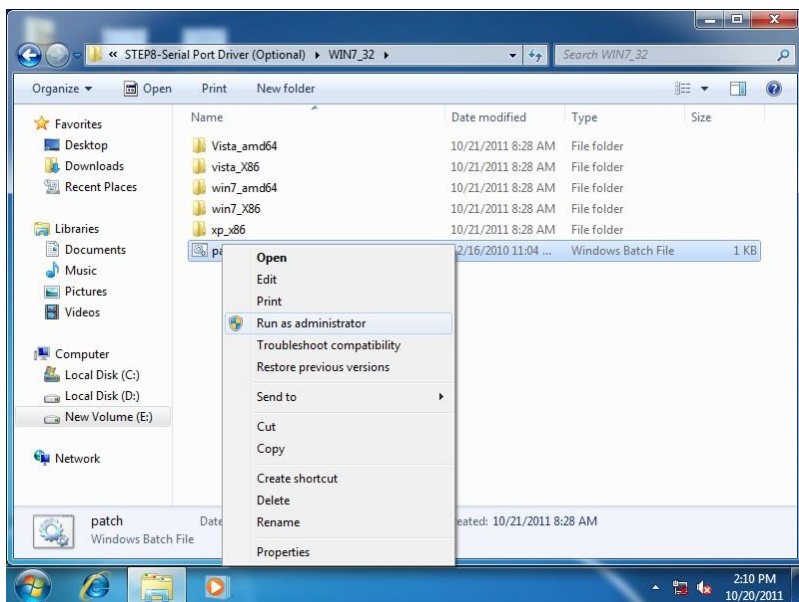 « STEP8-Serial Port Driver (Optional) ▸ WIN7_32 ▸
Search WIN7_32
Organize Open Print New folder
Name Date modified Type Size
Favorites
Desktop
Downloads
Recent Places
Libraries
Documents
Music
Pictures
Videos
Computer
Local Disk (C:)
Local Disk (D:)
New Volume (E:)
Network
Vista_amd64 10/21/2011 8:28 AM File folder
vista_X86 10/21/2011 8:28 AM File folder
win7_amd64 10/21/2011 8:28 AM File folder
win7_X86 10/21/2011 8:28 AM File folder
xp_x86 10/21/2011 8:28 AM File folder
pa 2/16/2010 11:04 ... Windows Batch File 1 KB
Open
Edit
Print
Run as administrator
Troubleshoot compatibility
Restore previous versions
Send to
Cut
Copy
Create shortcut
Delete
Rename
Properties
patch Date eated: 10/21/2011 8:28 AM
Windows Batch File
2:10 PM
10/20/2011